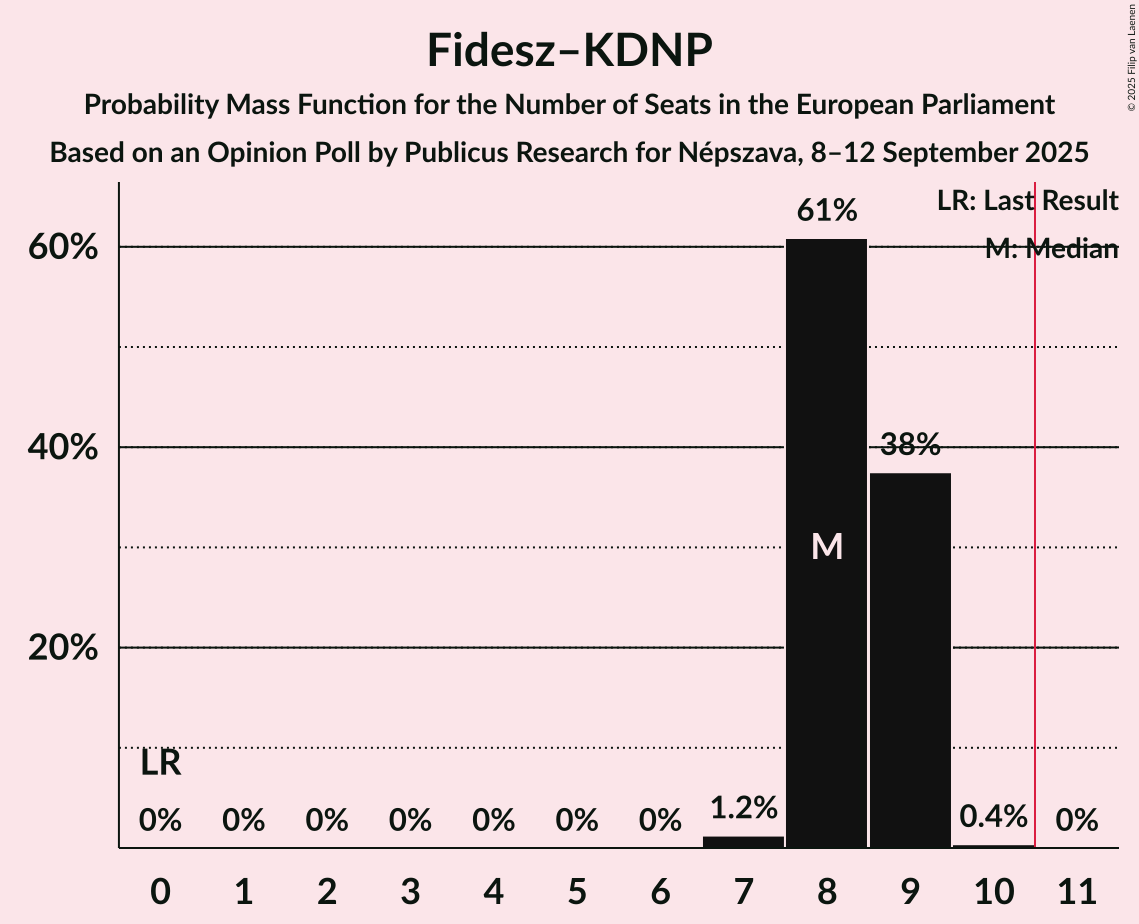 Fidesz–KDNP
Probability Mass Function for the Number of Seats in the European Parliament
Based on an Opinion Poll by Publicus Research for Népszava, 8–12 September 2025
© 2025 Filip van Laenen
LR: Last Result
M: Median
60%
40%
20%
61%
38%
M
LR
0% 0% 0% 0% 0% 0% 0% 1.2% 0.4% 0%
0 1 2 3 4 5 6 7 8 9 10 11